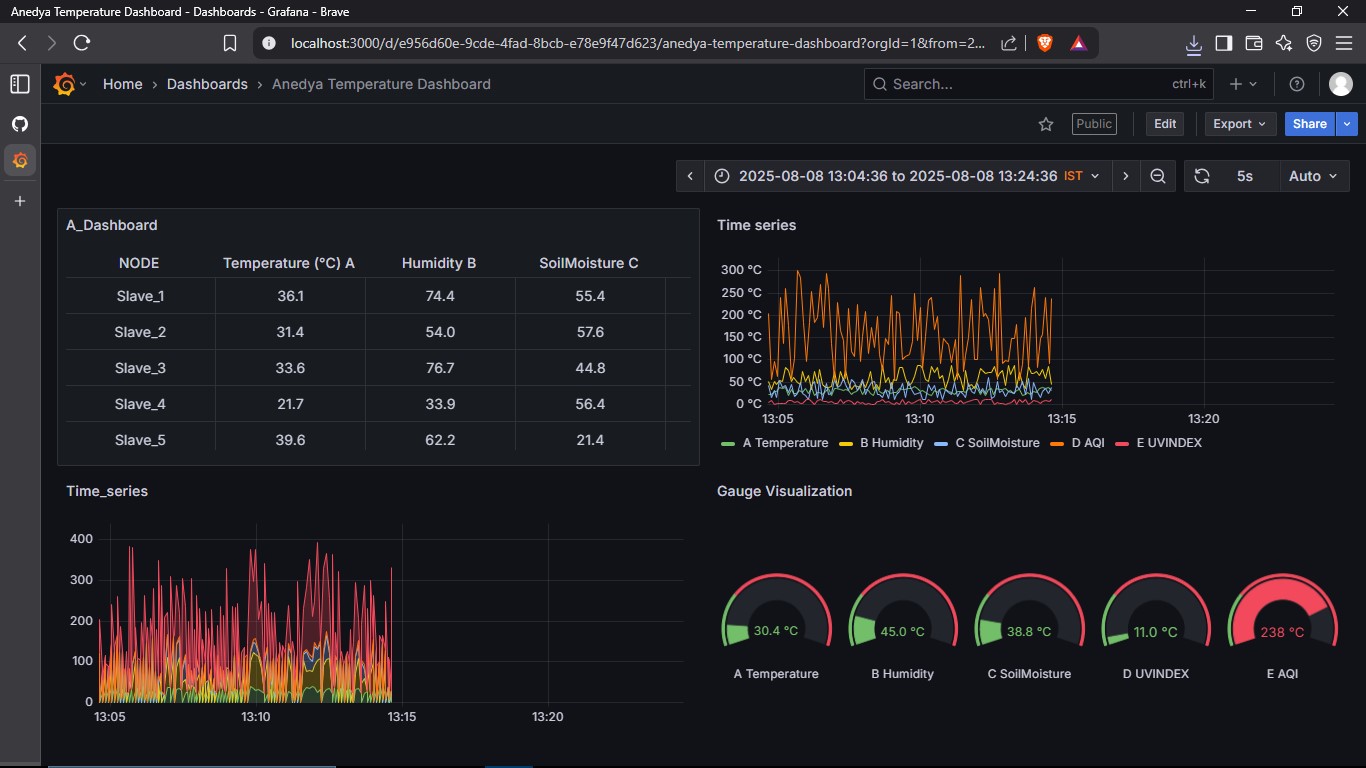 Anedya Temperature Dashboard - Dashboards - Grafana - Brave
localhost:3000/d/e956d60e-9cde-4fad-8bcb-e78e9f47d623/anedya-temperature-dashboard?orgId=1&from=2...
Home › Dashboards › Anedya Temperature Dashboard
Search... ctrl+k
Public Edit Export Share
2025-08-08 13:04:36 to 2025-08-08 13:24:36 IST 5s Auto
A_Dashboard
NODE Temperature (°C) A Humidity B SoilMoisture C
Slave_1 36.1 74.4 55.4
Slave_2 31.4 54.0 57.6
Slave_3 33.6 76.7 44.8
Slave_4 21.7 33.9 56.4
Slave_5 39.6 62.2 21.4
Time series
300 °C
250 °C
200 °C
150 °C
100 °C
50 °C
0 °C
13:05 13:10 13:15 13:20
A Temperature B Humidity C SoilMoisture D AQI E UVINDEX
Time_series
400
300
200
100
0
13:05 13:10 13:15 13:20
Gauge Visualization
30.4 °C 45.0 °C 38.8 °C 11.0 °C 238 °C
A Temperature B Humidity C SoilMoisture D UVINDEX E AQI